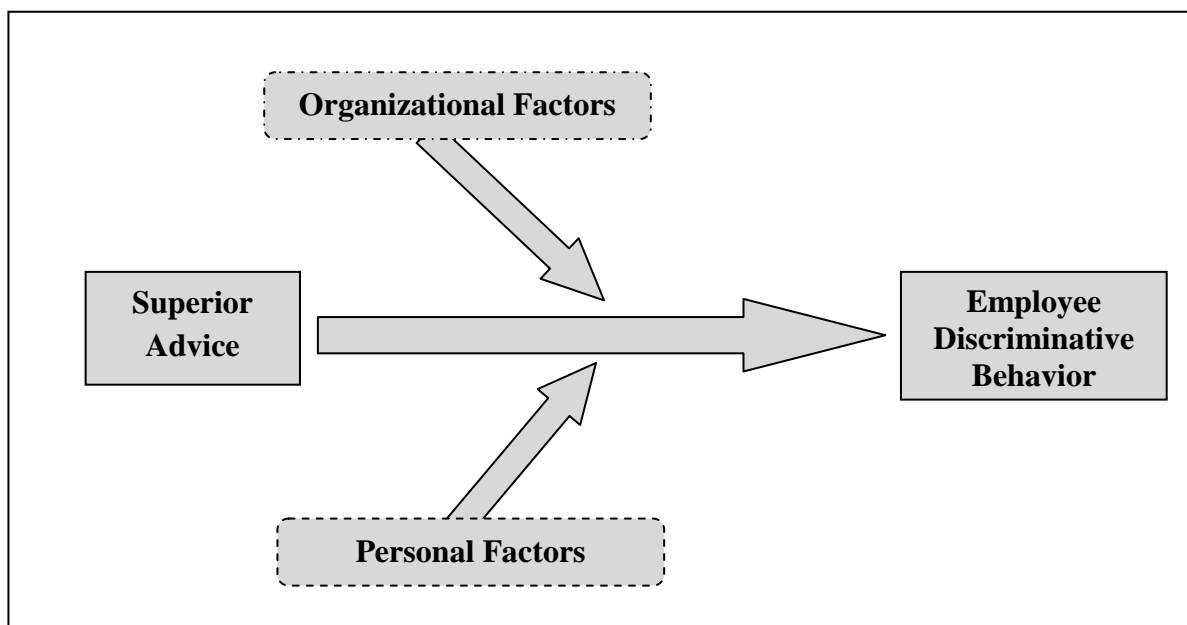 Organizational Factors
Superior
Advice
Employee
Discriminative
Behavior
Personal Factors